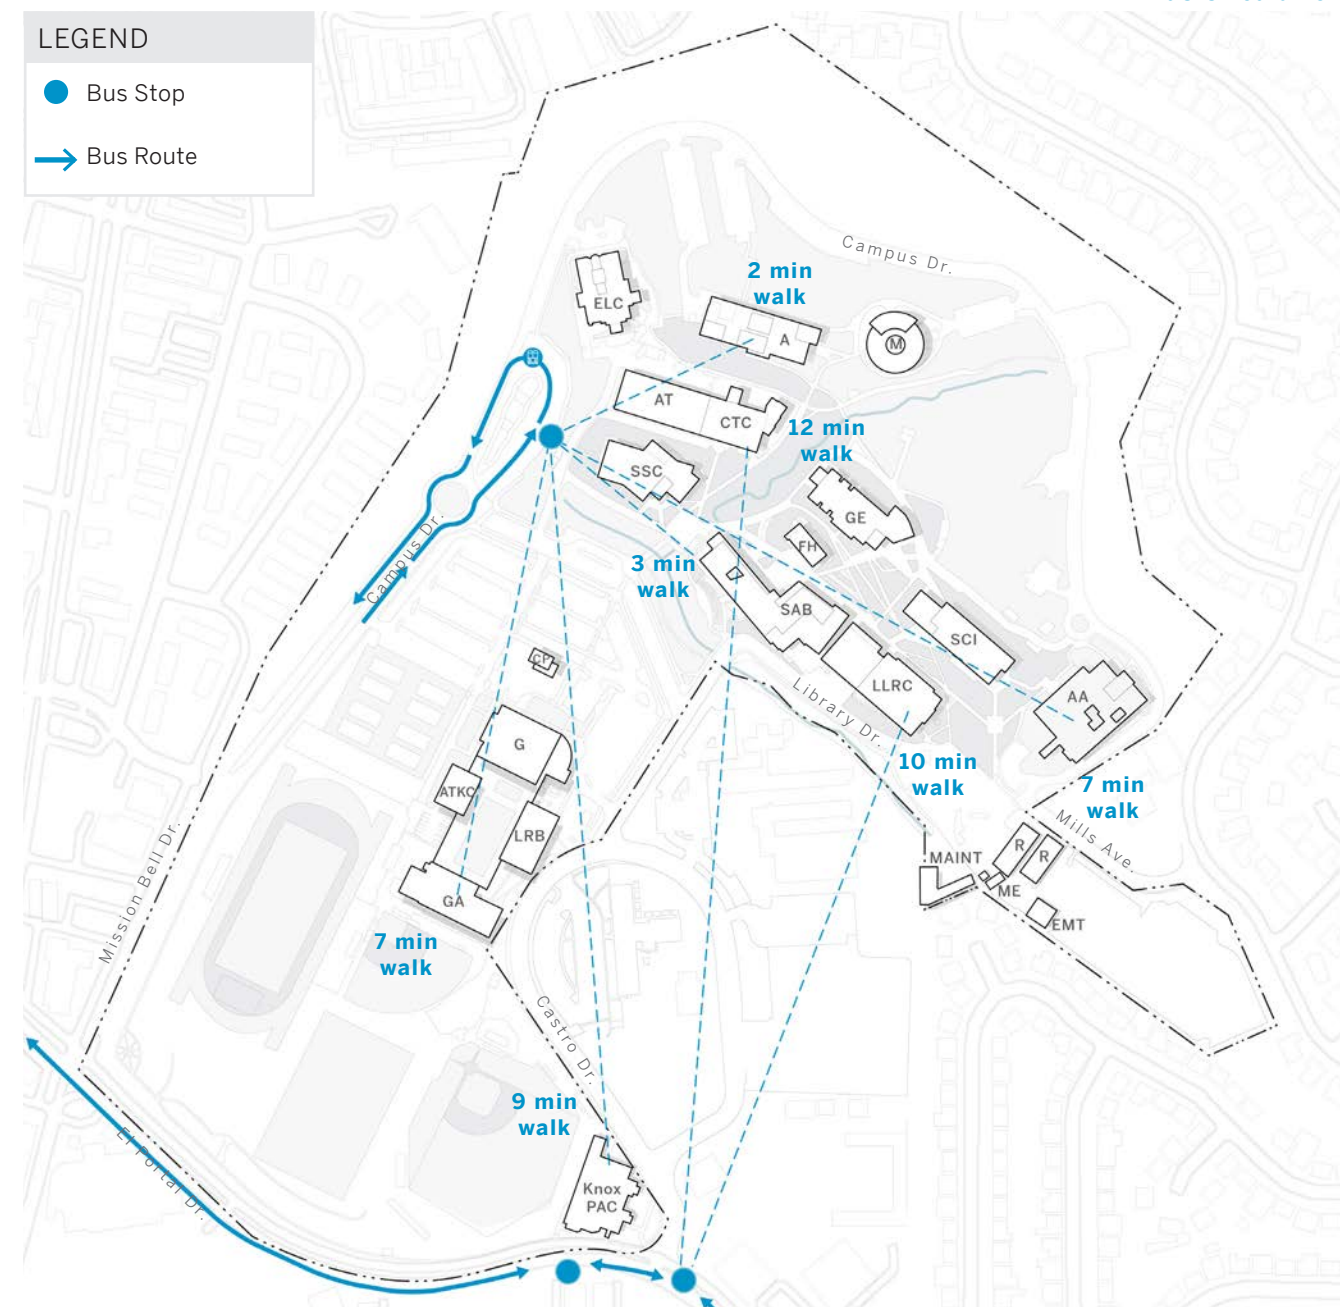 LEGEND
Bus Stop
Bus Route
Campus Dr.
2 min
walk
ELC
A
M
AT
CTC
12 min
walk
SSC
GE
FH
3 min
walk
Campus Dr.
SAB
SCI
CP
LLRC
AA
Library Dr.
G
10 min
walk
7 min
walk
ATKC
LRB
Mills Ave
R
R
MAINT
ME
Mission Bell Dr.
GA
EMT
7 min
walk
Castro Dr.
9 min
walk
El Portal Dr.
Knox
PAC